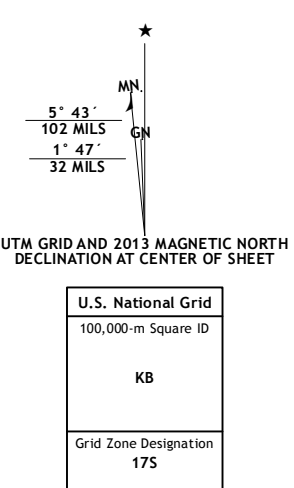 ★
MN.
5° 43´
102 MILS
GN
1° 47´
32 MILS
UTM GRID AND 2013 MAGNETIC NORTH
DECLINATION AT CENTER OF SHEET
U.S. National Grid
100,000-m Square ID
KB
Grid Zone Designation
17S